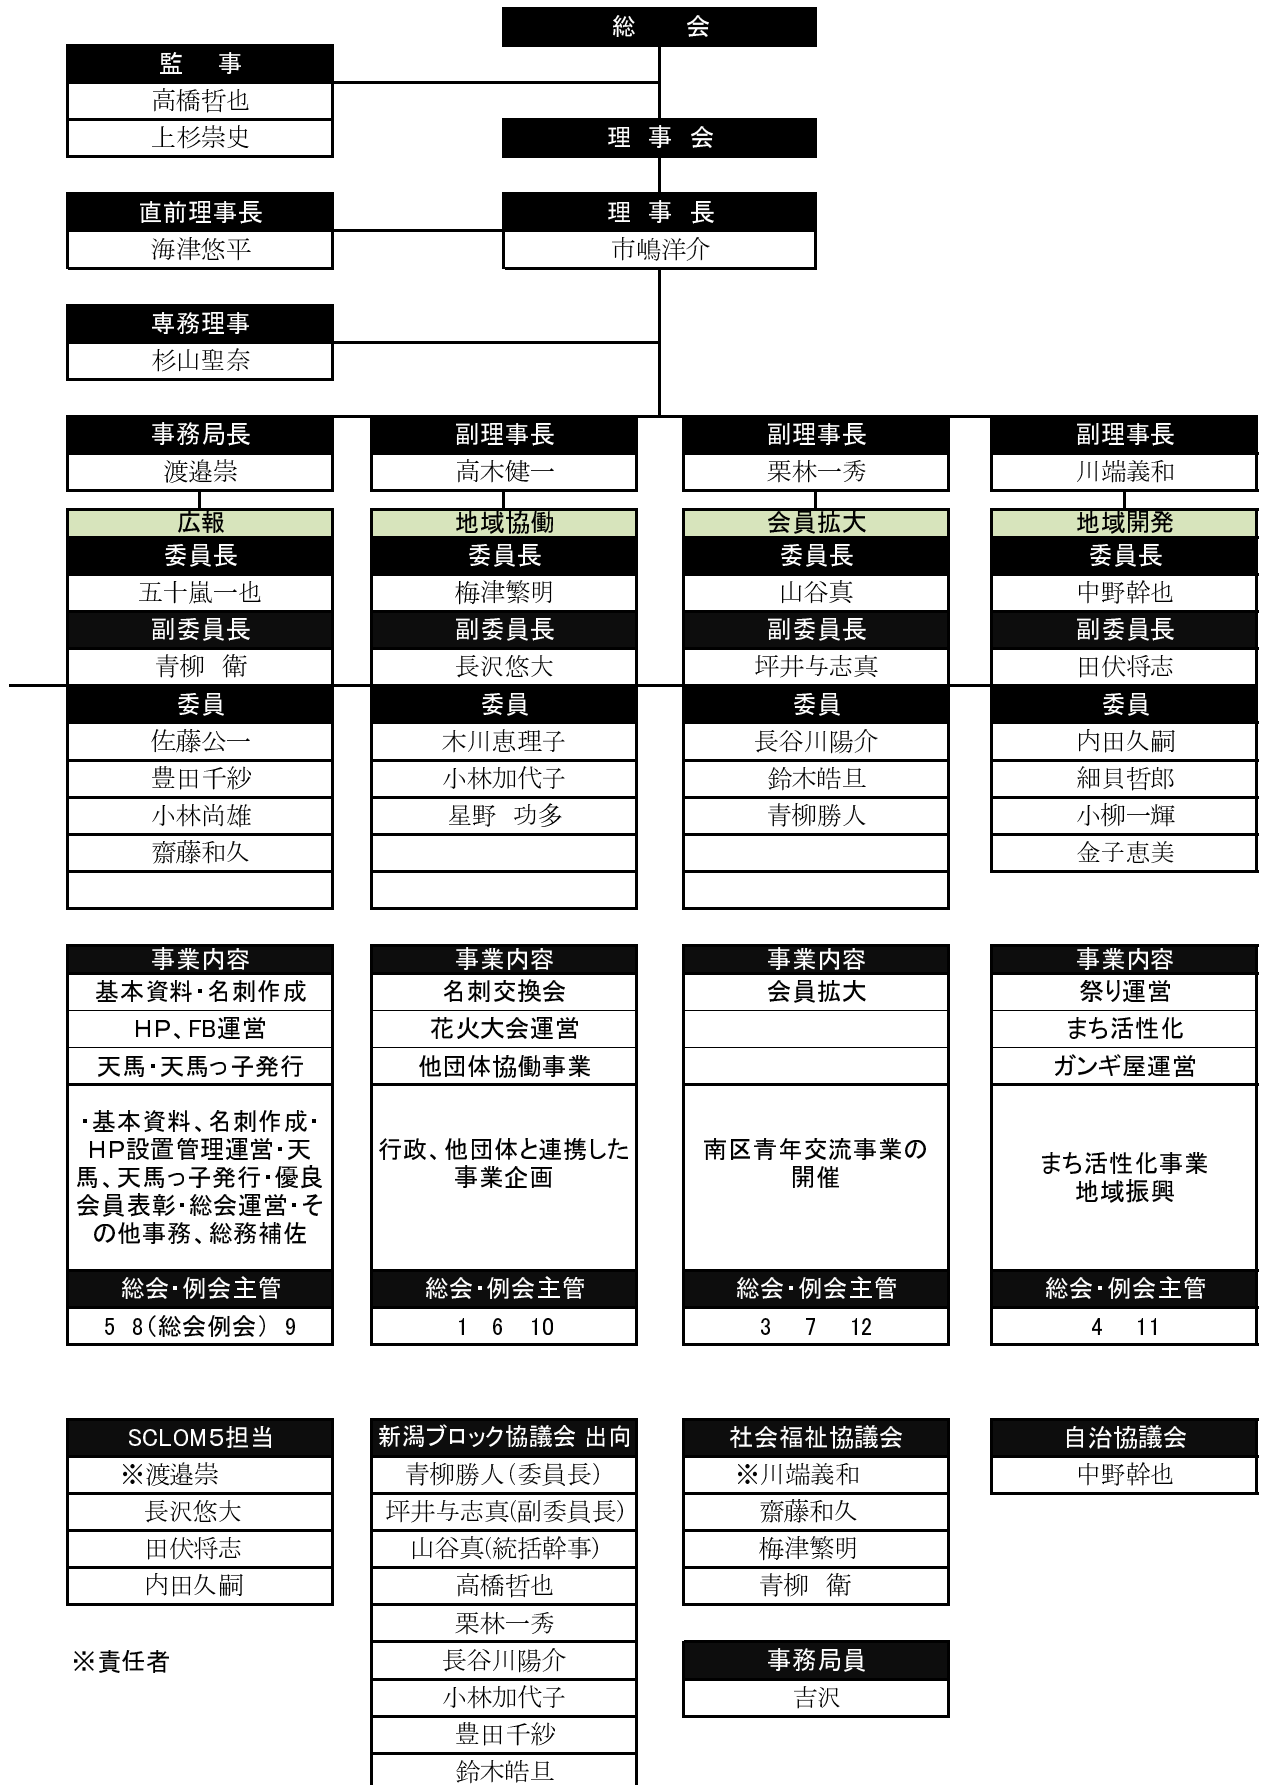 総　会
監　事
高橋哲也
上杉崇史
理 事 会
直前理事長
海津悠平
理 事 長
市嶋洋介
専務理事
杉山聖奈
事務局長
渡邉崇
広報
委員長
五十嵐一也
副委員長
青柳　衛
委員
佐藤公一
豊田千紗
小林尚雄
齋藤和久
副理事長
高木健一
地域協働
委員長
梅津繁明
副委員長
長沢悠大
委員
木川恵理子
小林加代子
星野　功多
副理事長
栗林一秀
会員拡大
委員長
山谷真
副委員長
坪井与志真
委員
長谷川陽介
鈴木皓旦
青柳勝人
副理事長
川端義和
地域開発
委員長
中野幹也
副委員長
田伏将志
委員
内田久嗣
細貝哲郎
小柳一輝
金子恵美
事業内容
基本資料・名刺作成
HP、FB運営
天馬・天馬っ子発行
・基本資料、名刺作成・
HP設置管理運営・天
馬、天馬っ子発行・優良
会員表彰・総会運営・そ
の他事務、総務補佐
総会・例会主管
5 8（総会例会） 9
事業内容
名刺交換会
花火大会運営
他団体協働事業
行政、他団体と連携した
事業企画
総会・例会主管
1 6 10
事業内容
会員拡大
南区青年交流事業の
開催
総会・例会主管
3 7 12
事業内容
祭り運営
まち活性化
ガンギ屋運営
まち活性化事業
地域振興
総会・例会主管
4 11
SCLOM5担当
※渡邉崇
長沢悠大
田伏将志
内田久嗣
※責任者
新潟ブロック協議会 出向
青柳勝人（委員長）
坪井与志真(副委員長)
山谷真(統括幹事)
高橋哲也
栗林一秀
長谷川陽介
小林加代子
豊田千紗
鈴木皓旦
社会福祉協議会
※川端義和
齋藤和久
梅津繁明
青柳　衛
事務局員
吉沢
自治協議会
中野幹也